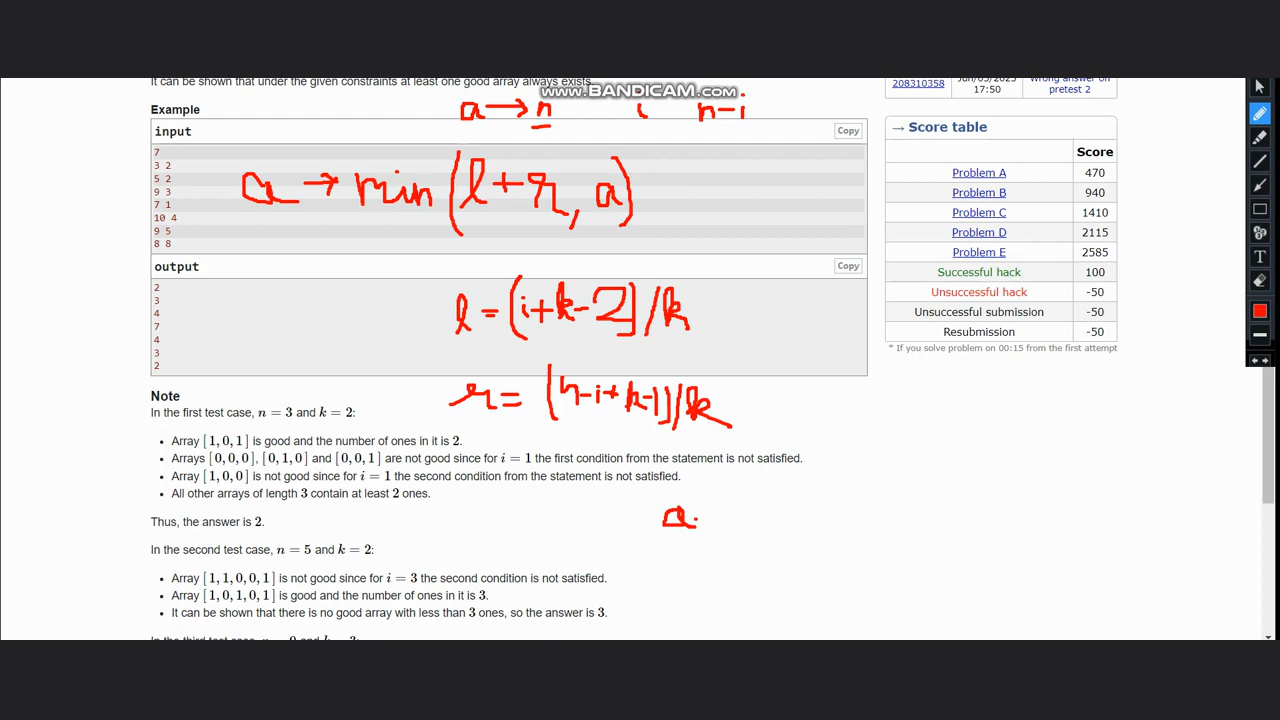 It can be shown that under the given constraints at least one good array always exists.
www.BANDICAM.com
208310358
Jun/05/2023 17:50
Wrong answer on pretest 2
Example
a → n i n-i
input
Copy
7
3 2
5 2
9 3
7 1
10 4
9 5
8 8
a → min (l+r, a)
output
Copy
2
3
4
7
4
3
2
l = (i+k-2)/k
r = (n-i+k-1)/k
→ Score table
Score
Problem A 470
Problem B 940
Problem C 1410
Problem D 2115
Problem E 2585
Successful hack 100
Unsuccessful hack -50
Unsuccessful submission -50
Resubmission -50
* If you solve problem on 00:15 from the first attempt
Note
In the first test case, n = 3 and k = 2:
• Array [1, 0, 1] is good and the number of ones in it is 2.
• Arrays [0, 0, 0], [0, 1, 0] and [0, 0, 1] are not good since for i = 1 the first condition from the statement is not satisfied.
• Array [1, 0, 0] is not good since for i = 1 the second condition from the statement is not satisfied.
• All other arrays of length 3 contain at least 2 ones.
a.
Thus, the answer is 2.
In the second test case, n = 5 and k = 2:
• Array [1, 1, 0, 0, 1] is not good since for i = 3 the second condition is not satisfied.
• Array [1, 0, 1, 0, 1] is good and the number of ones in it is 3.
• It can be shown that there is no good array with less than 3 ones, so the answer is 3.
In the third test case, n = 9 and k = 3: